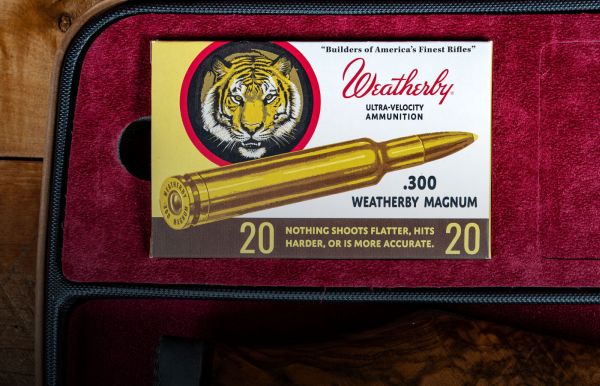 "Builders of America's Finest Rifles"
Weatherby®
ULTRA-VELOCITY
AMMUNITION
.300
WEATHERBY MAGNUM
20
NOTHING SHOOTS FLATTER, HITS
HARDER, OR IS MORE ACCURATE.
20
WEATHERBY